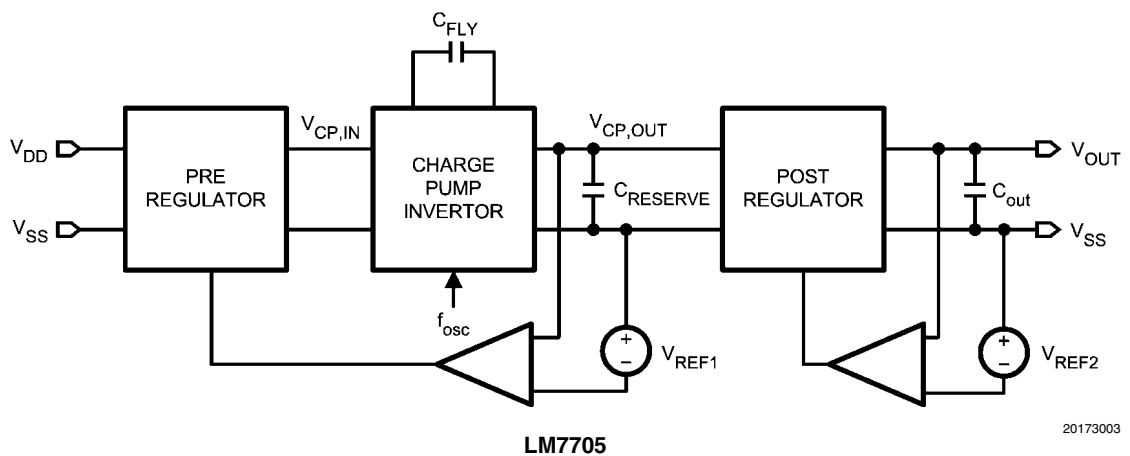 C_FLY
V_DD
V_SS
PRE
REGULATOR
V_CP,IN
CHARGE
PUMP
INVERTOR
f_osc
V_CP,OUT
C_RESERVE
+
−
V_REF1
POST
REGULATOR
V_OUT
C_out
V_SS
+
−
V_REF2
20173003
LM7705